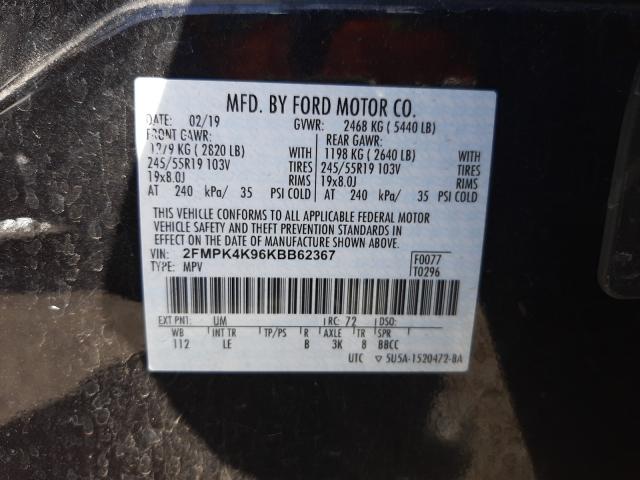 MFD. BY FORD MOTOR CO.
DATE: 02/19 GVWR: 2468 KG (5440 LB)
FRONT GAWR: REAR GAWR:
1279 KG (2820 LB) WITH 1198 KG (2640 LB) WITH
245/55R19 103V TIRES 245/55R19 103V TIRES
19x8.0J RIMS 19x8.0J RIMS
AT 240 kPa/ 35 PSI COLD AT 240 kPa/ 35 PSI COLD
THIS VEHICLE CONFORMS TO ALL APPLICABLE FEDERAL MOTOR
VEHICLE SAFETY AND THEFT PREVENTION STANDARDS IN
EFFECT ON THE DATE OF MANUFACTURE SHOWN ABOVE.
VIN: 2FMPK4K96KBB62367 F0077
TYPE: MPV T0296
EXT PNT: UM RC: 72 DSO:
WB INT TR TP/PS R AXLE TR SPR
112 LE B 3K 8 BBCC
UTC ▽ 5U5A-1520472-BA